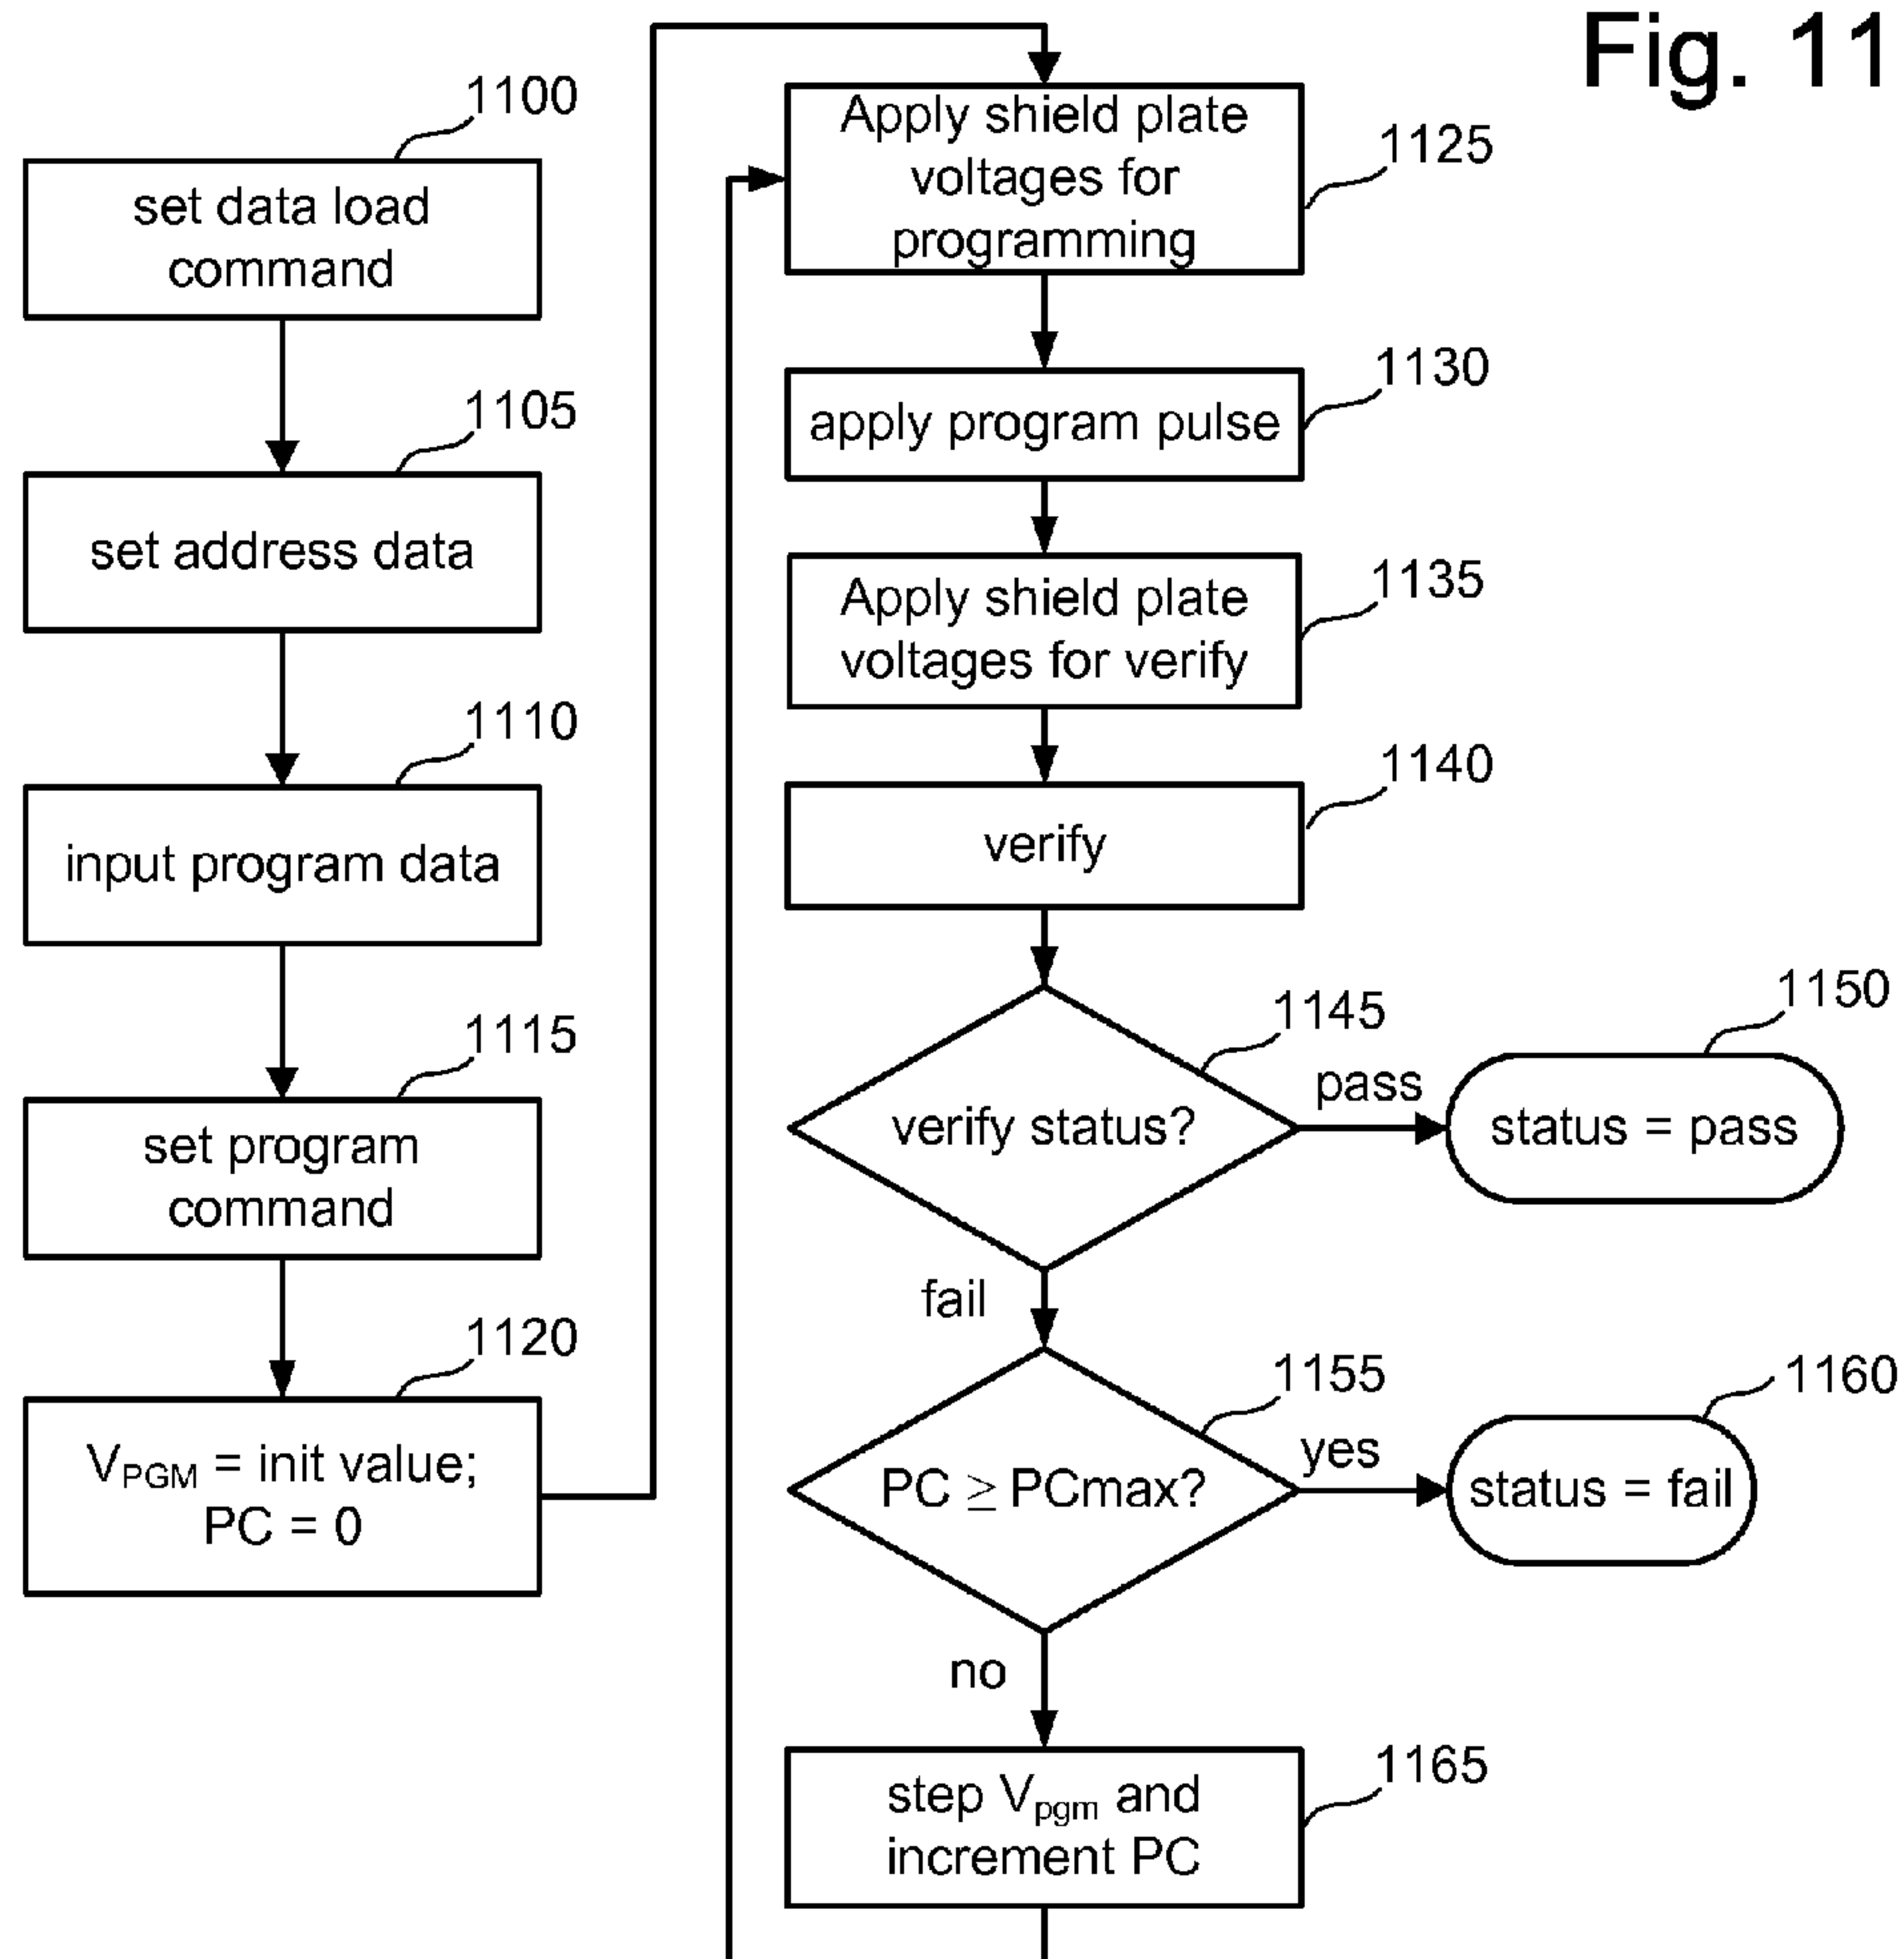 Fig. 11
1100
set data load
command
1105
set address data
1110
input program data
1115
set program
command
1120
VPGM = init value;
PC = 0
Apply shield plate
voltages for
programming
1125
1130
apply program pulse
1135
Apply shield plate
voltages for verify
1140
verify
1145
verify status?
pass
1150
status = pass
fail
1155
PC ≥ PCmax?
yes
1160
status = fail
no
1165
step Vpgm and
increment PC